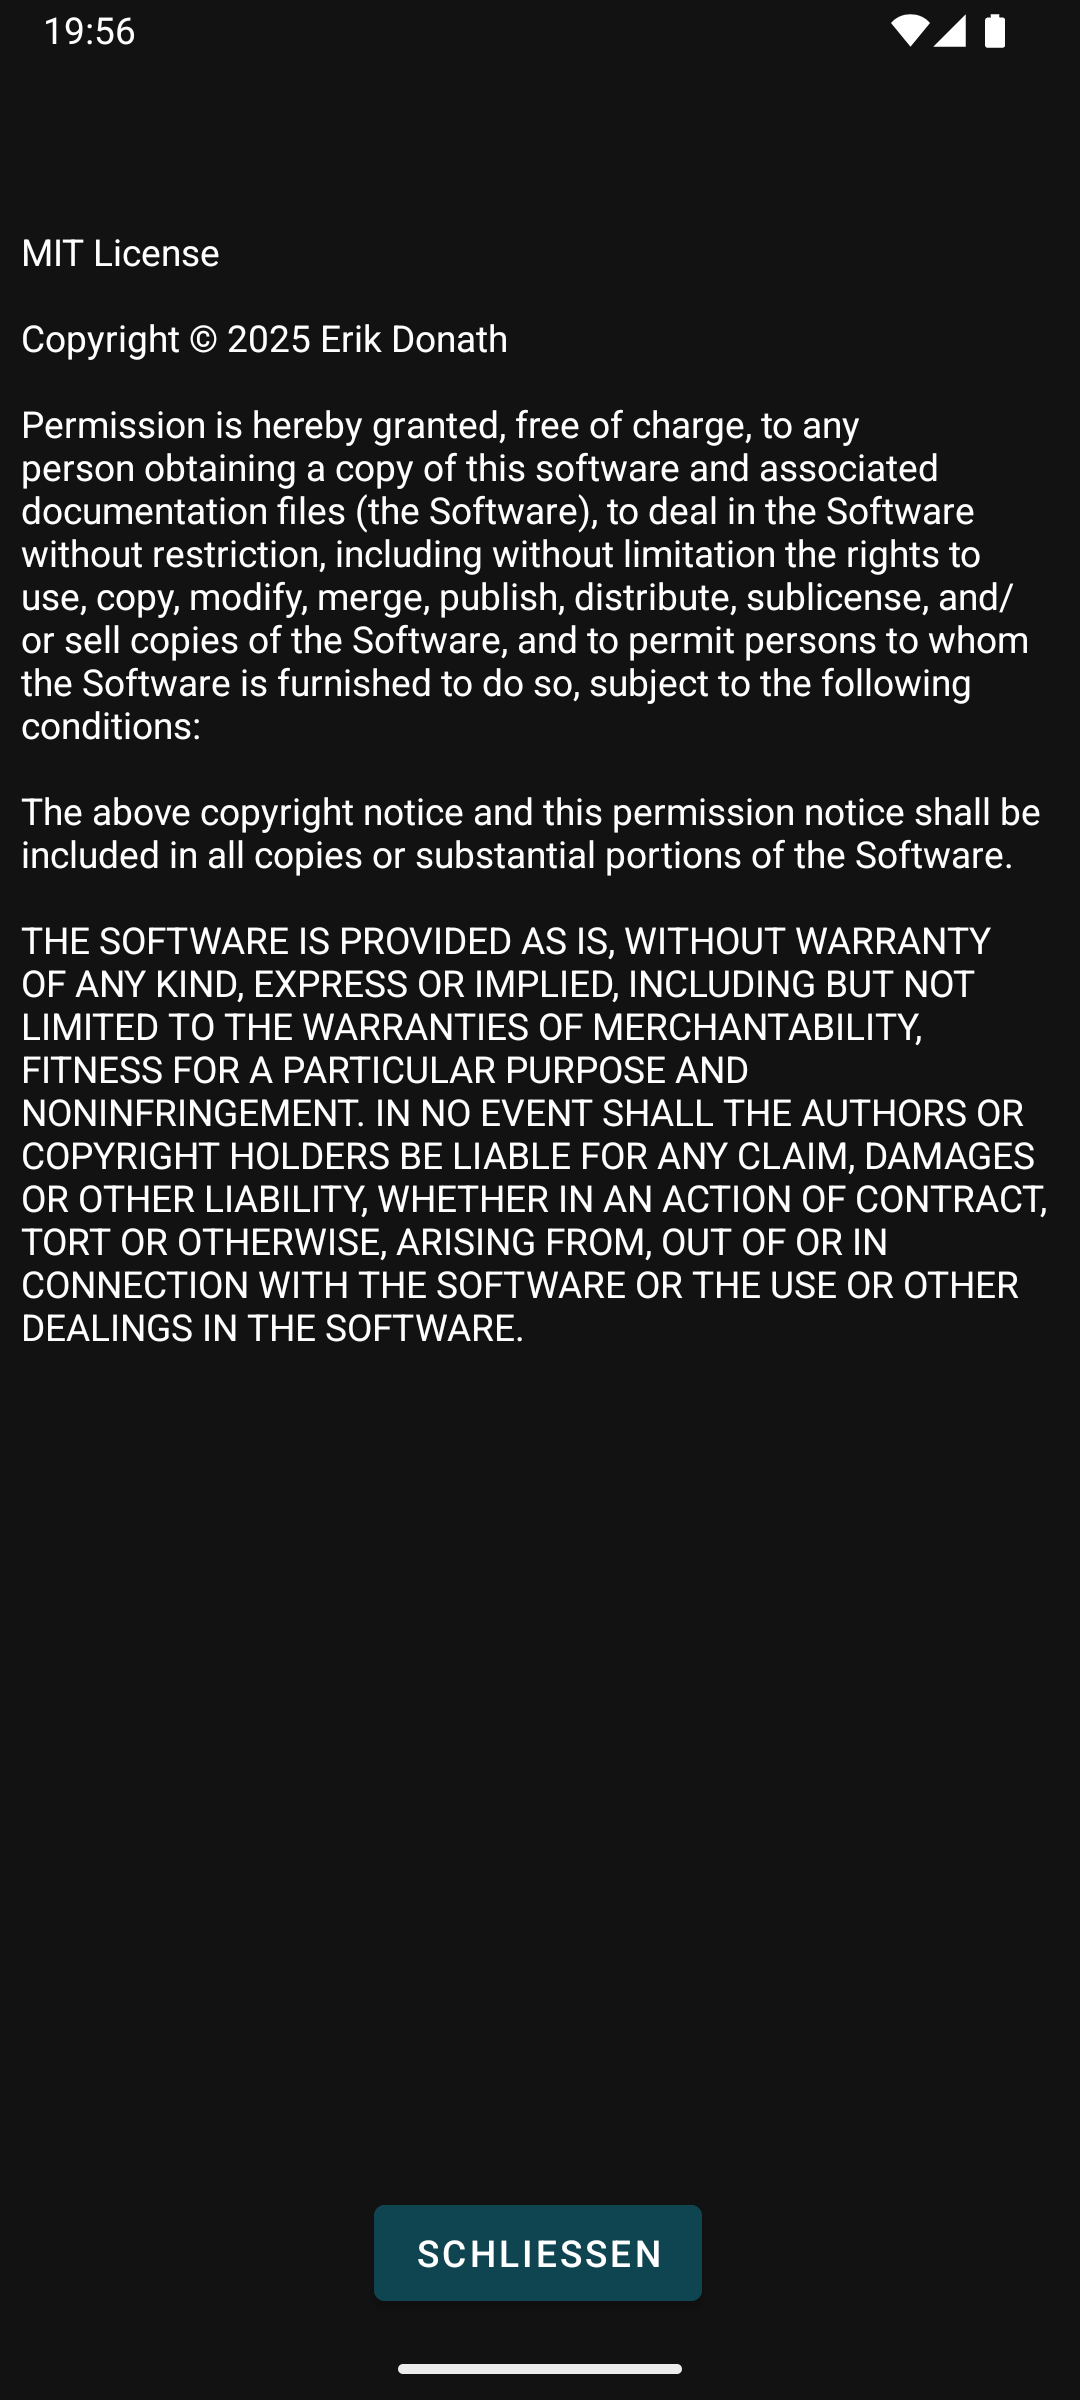 19:56
MIT License
Copyright © 2025 Erik Donath
Permission is hereby granted, free of charge, to any
person obtaining a copy of this software and associated
documentation files (the Software), to deal in the Software
without restriction, including without limitation the rights to
use, copy, modify, merge, publish, distribute, sublicense, and/
or sell copies of the Software, and to permit persons to whom
the Software is furnished to do so, subject to the following
conditions:
The above copyright notice and this permission notice shall be
included in all copies or substantial portions of the Software.
THE SOFTWARE IS PROVIDED AS IS, WITHOUT WARRANTY
OF ANY KIND, EXPRESS OR IMPLIED, INCLUDING BUT NOT
LIMITED TO THE WARRANTIES OF MERCHANTABILITY,
FITNESS FOR A PARTICULAR PURPOSE AND
NONINFRINGEMENT. IN NO EVENT SHALL THE AUTHORS OR
COPYRIGHT HOLDERS BE LIABLE FOR ANY CLAIM, DAMAGES
OR OTHER LIABILITY, WHETHER IN AN ACTION OF CONTRACT,
TORT OR OTHERWISE, ARISING FROM, OUT OF OR IN
CONNECTION WITH THE SOFTWARE OR THE USE OR OTHER
DEALINGS IN THE SOFTWARE.
SCHLIESSEN